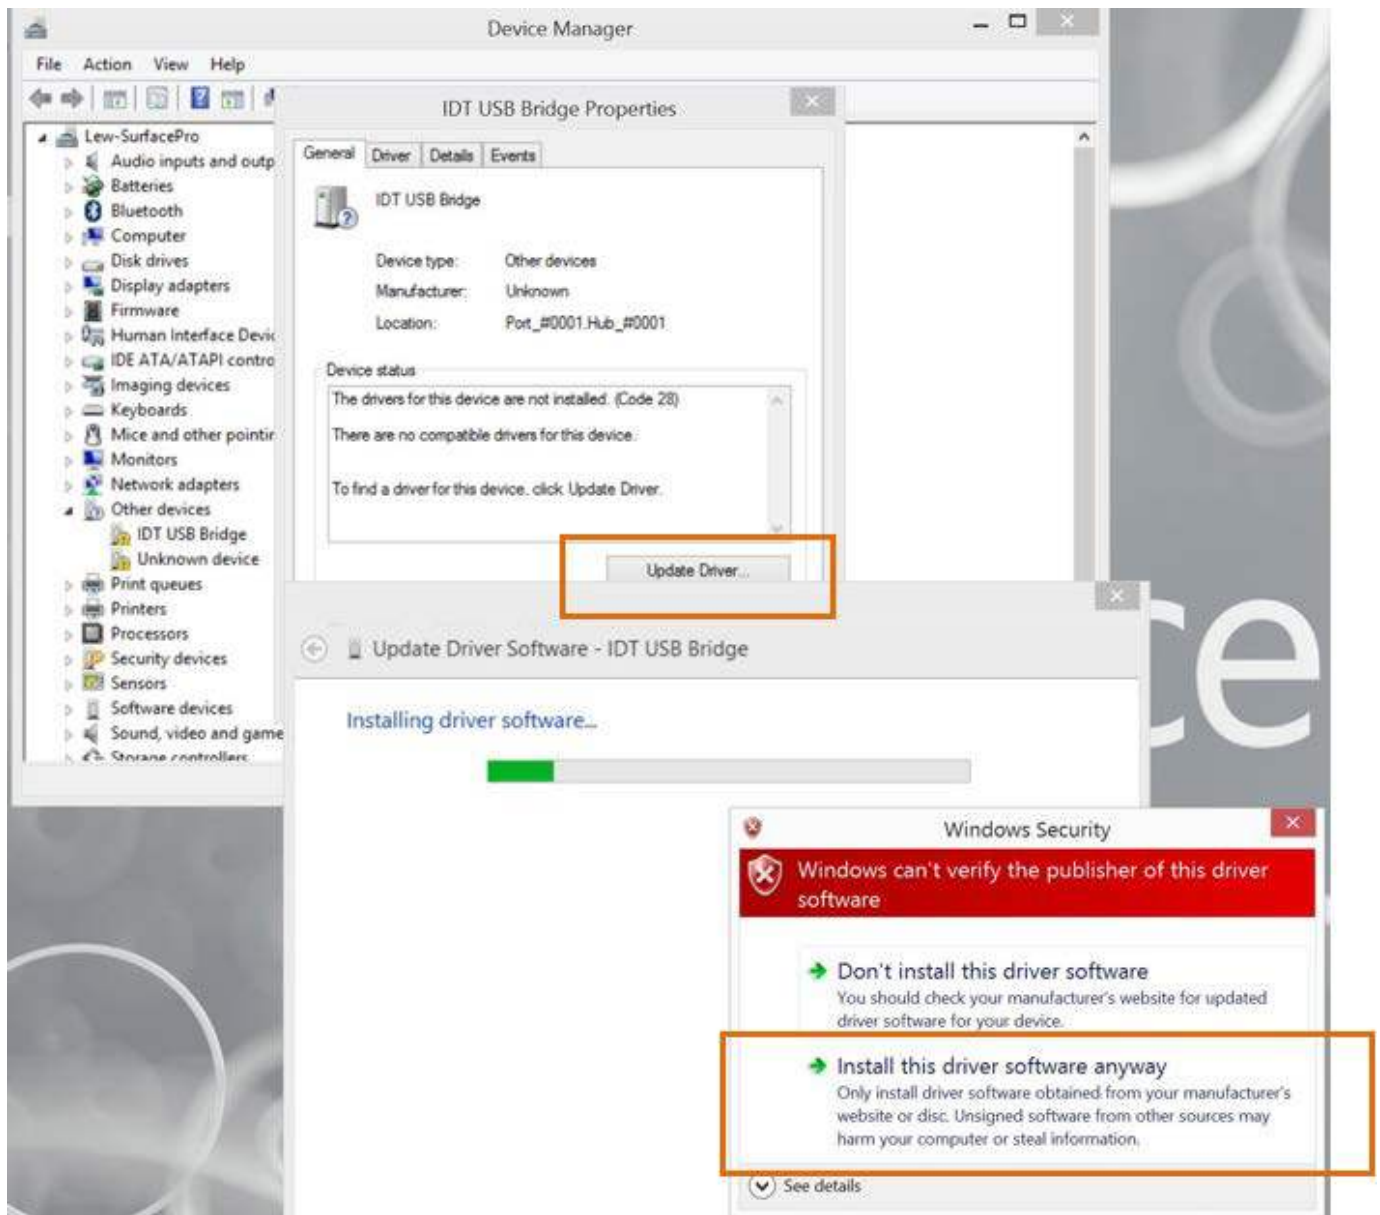 Device Manager
File Action View Help
IDT USB Bridge Properties
Lew-SurfacePro
Audio inputs and outp
Batteries
Bluetooth
Computer
Disk drives
Display adapters
Firmware
Human Interface Devic
IDE ATA/ATAPI contro
Imaging devices
Keyboards
Mice and other pointin
Monitors
Network adapters
Other devices
IDT USB Bridge
Unknown device
Print queues
Printers
Processors
Security devices
Sensors
Software devices
Sound, video and game
Storage controllers
General Driver Details Events
IDT USB Bridge
Device type: Other devices
Manufacturer: Unknown
Location: Port_#0001.Hub_#0001
Device status
The drivers for this device are not installed. (Code 28)
There are no compatible drivers for this device.
To find a driver for this device, click Update Driver.
Update Driver...
ce
Update Driver Software - IDT USB Bridge
Installing driver software...
Windows Security
Windows can't verify the publisher of this driver
software
Don't install this driver software
You should check your manufacturer's website for updated
driver software for your device.
Install this driver software anyway
Only install driver software obtained from your manufacturer's
website or disc. Unsigned software from other sources may
harm your computer or steal information.
See details